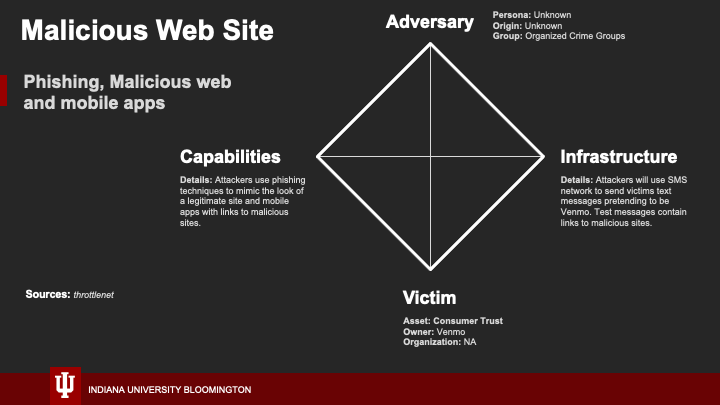 Malicious Web Site
Phishing, Malicious web
and mobile apps
Adversary
Persona: Unknown
Origin: Unknown
Group: Organized Crime Groups
Capabilities
Details: Attackers use phishing
techniques to mimic the look of
a legitimate site and mobile
apps with links to malicious
sites.
Infrastructure
Details: Attackers will use SMS
network to send victims text
messages pretending to be
Venmo. Test messages contain
links to malicious sites.
Victim
Asset: Consumer Trust
Owner: Venmo
Organization: NA
Sources: throttlenet
INDIANA UNIVERSITY BLOOMINGTON